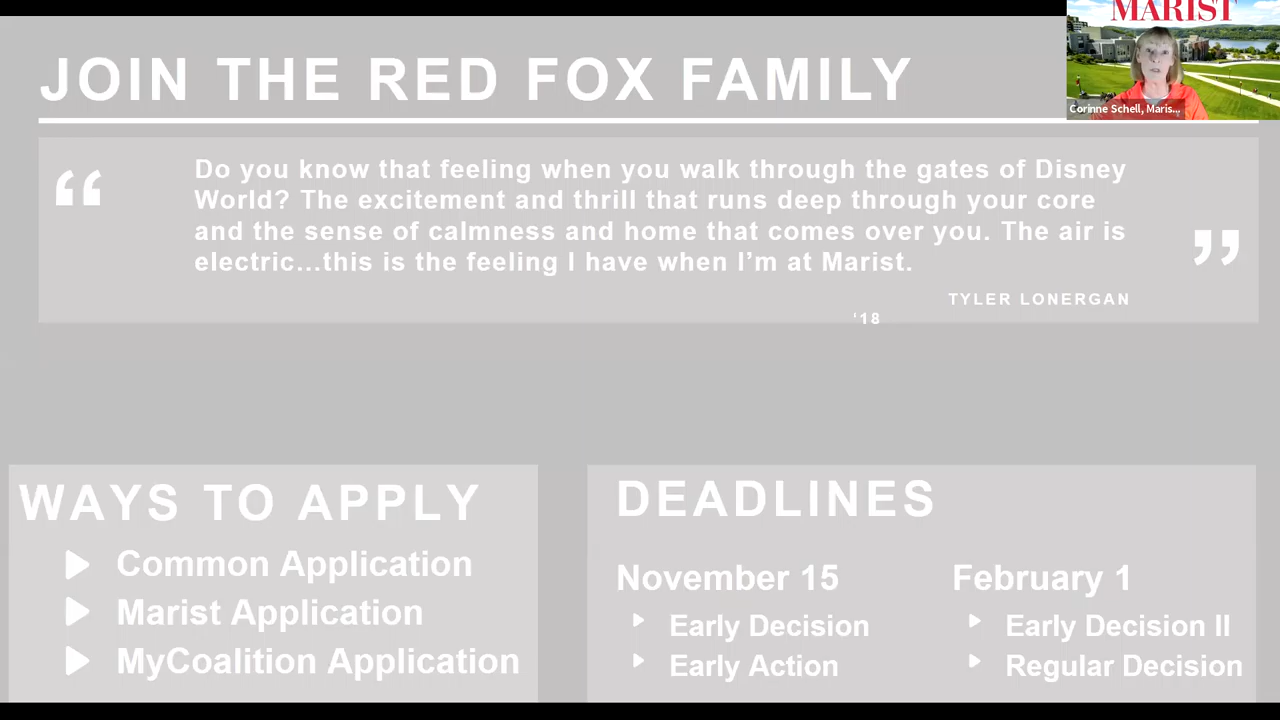 MARIST
JOIN THE RED FOX FAMILY
Corinne Schell, Maris...
“
Do you know that feeling when you walk through the gates of Disney
World? The excitement and thrill that runs deep through your core
and the sense of calmness and home that comes over you. The air is
electric...this is the feeling I have when I’m at Marist.
”
TYLER LONERGAN
'18
WAYS TO APPLY
Common Application
Marist Application
MyCoalition Application
DEADLINES
November 15
Early Decision
Early Action
February 1
Early Decision II
Regular Decision